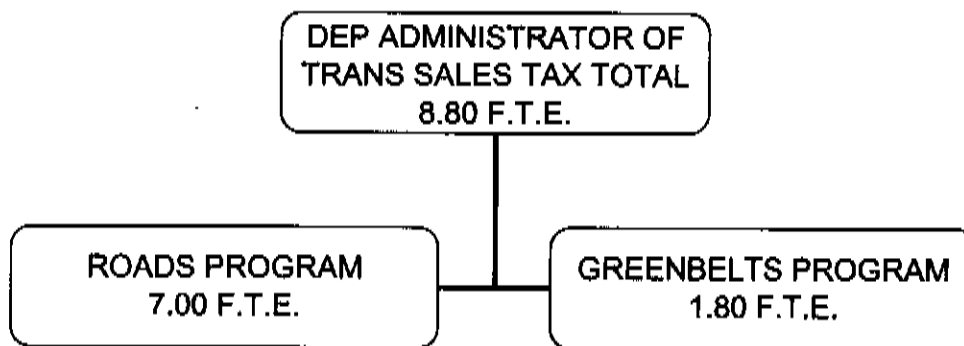 DEP ADMINISTRATOR OF
TRANS SALES TAX TOTAL
8.80 F.T.E.
ROADS PROGRAM
7.00 F.T.E.
GREENBELTS PROGRAM
1.80 F.T.E.